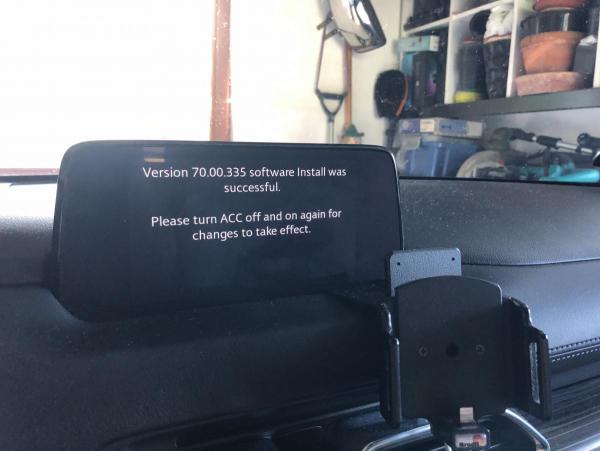 Version 70.00.335 software Install was
successful.
Please turn ACC off and on again for
changes to take effect.